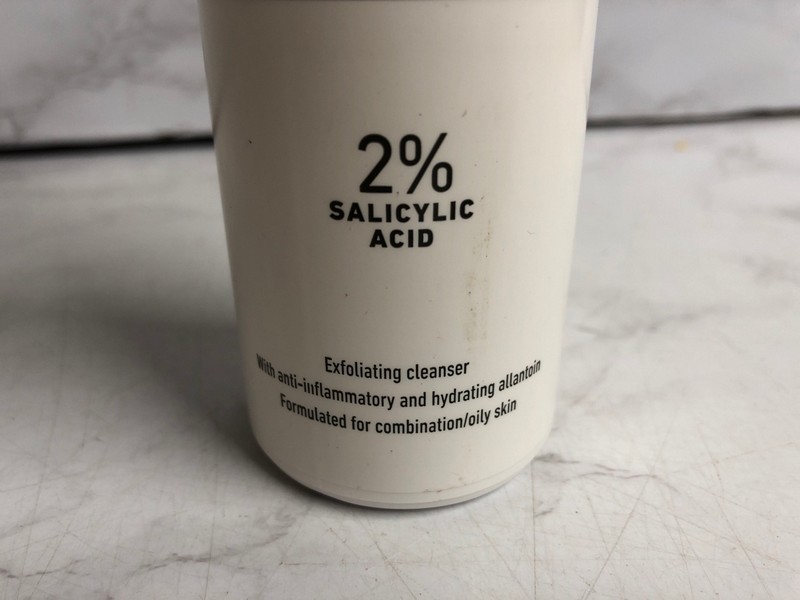 2%
SALICYLIC
ACID
Exfoliating cleanser
With anti-inflammatory and hydrating allantoin
Formulated for combination/oily skin